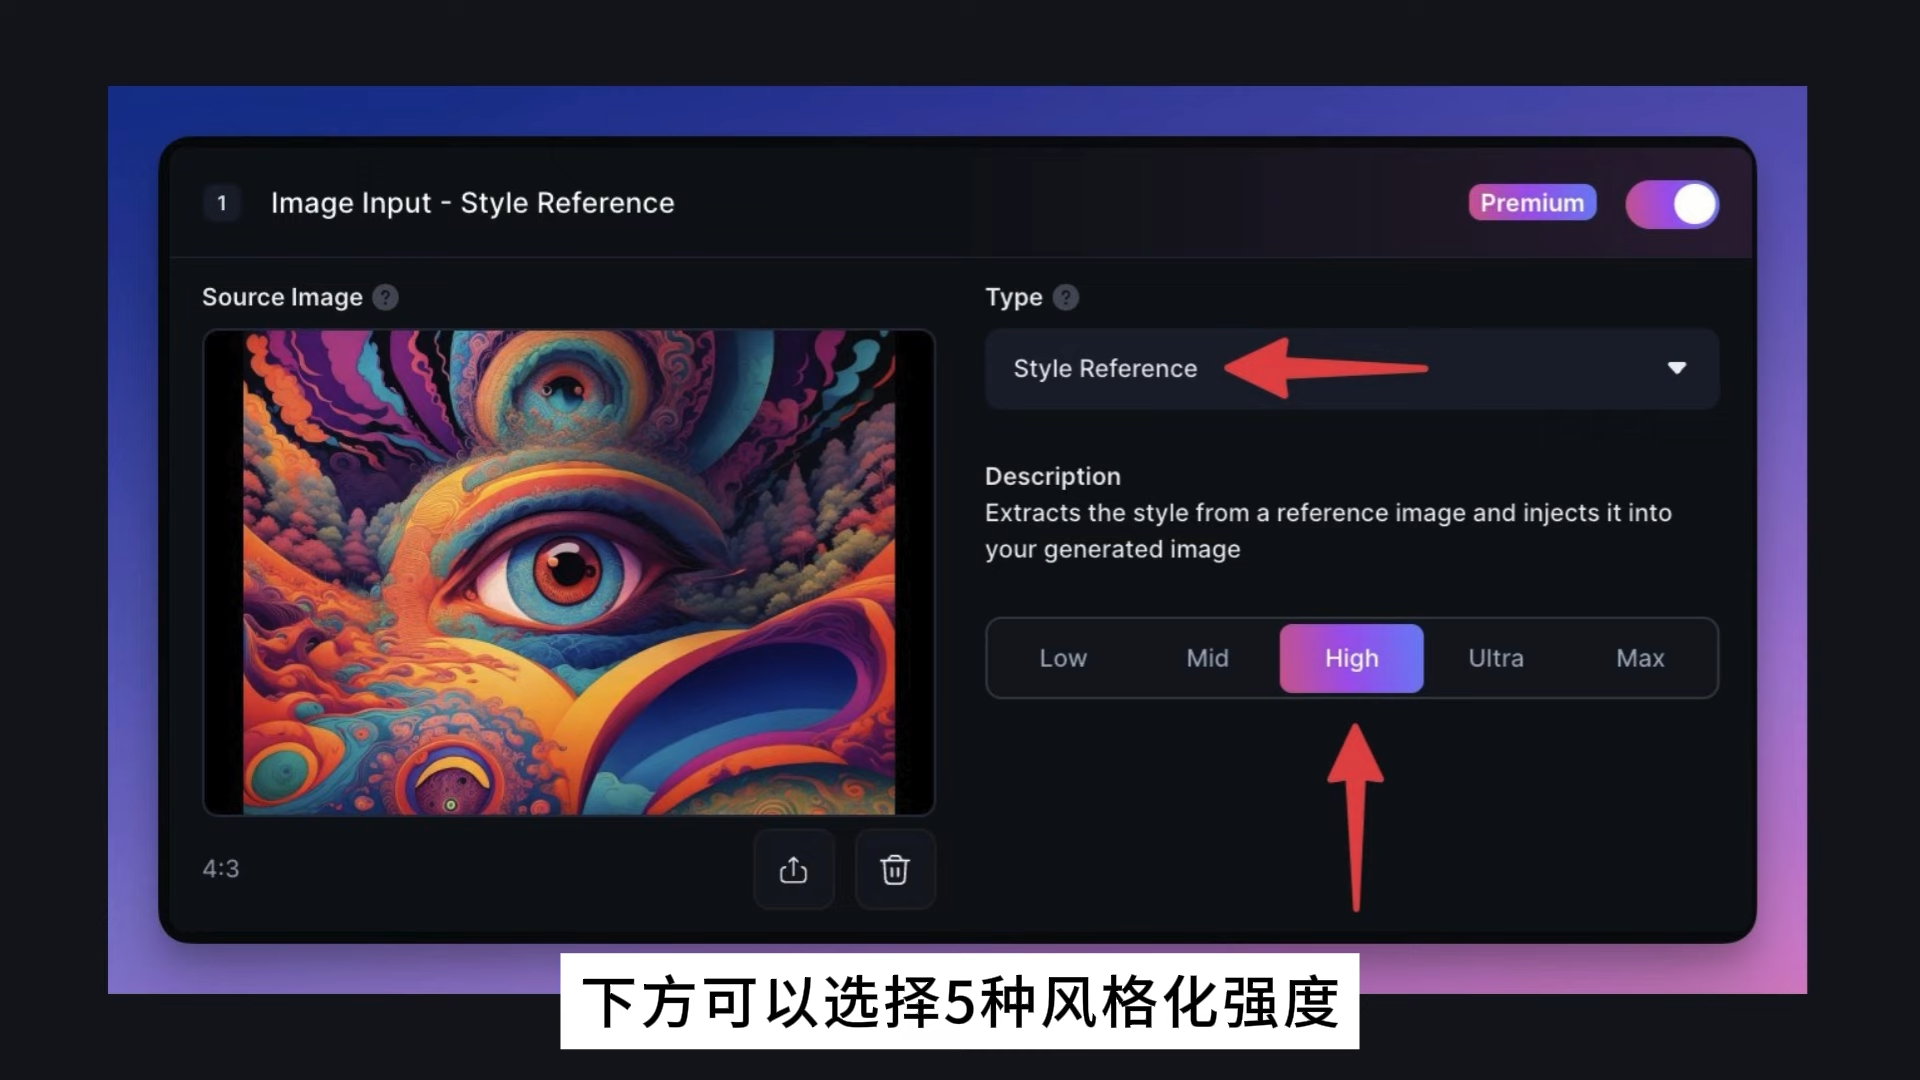 1
Image Input - Style Reference
Premium
Source Image ?
Type ?
Style Reference
Description
Extracts the style from a reference image and injects it into
your generated image
Low Mid High Ultra Max
4:3
下方可以选择5种风格化强度